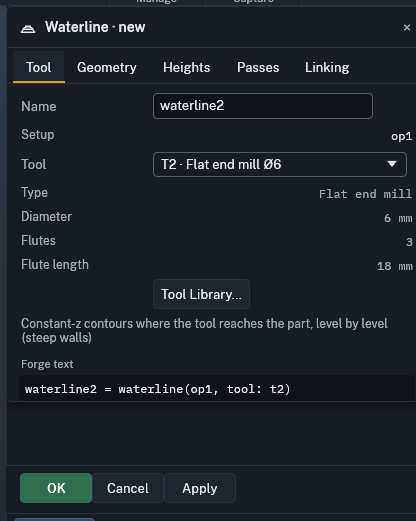 Manage Capture
Waterline · new ×
Tool Geometry Heights Passes Linking
Name waterline2
Setup op1
Tool T2 · Flat end mill Ø6
Type Flat end mill
Diameter 6 mm
Flutes 3
Flute length 18 mm
Tool Library...
Constant-z contours where the tool reaches the part, level by level
(steep walls)
Forge text
waterline2 = waterline(op1, tool: t2)
OK Cancel Apply